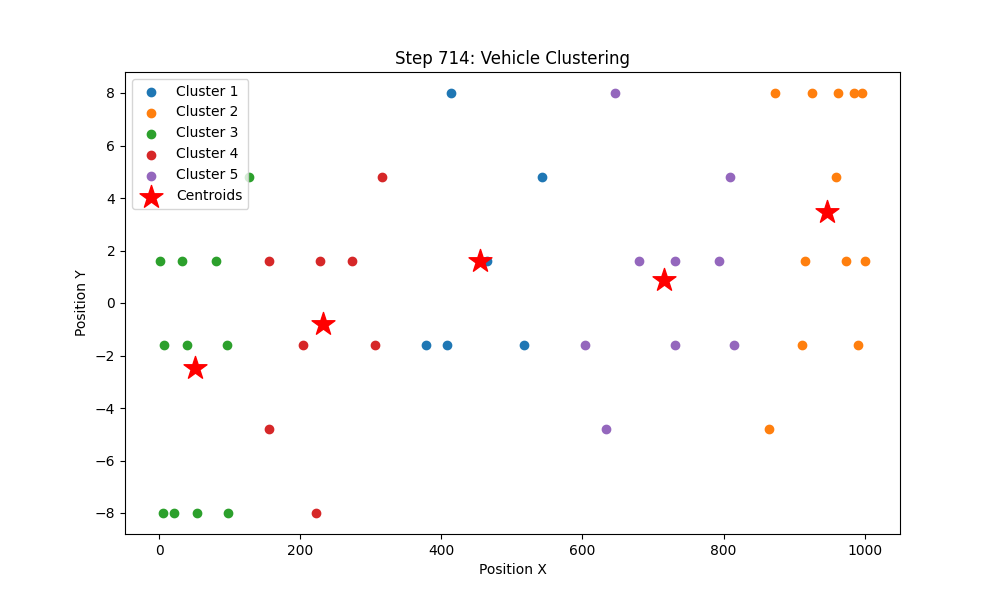 Step 714: Vehicle Clustering
Cluster 1
Cluster 2
Cluster 3
Cluster 4
Cluster 5
Centroids
8
6
4
2
0
−2
−4
−6
−8
Position Y
0 200 400 600 800 1000
Position X